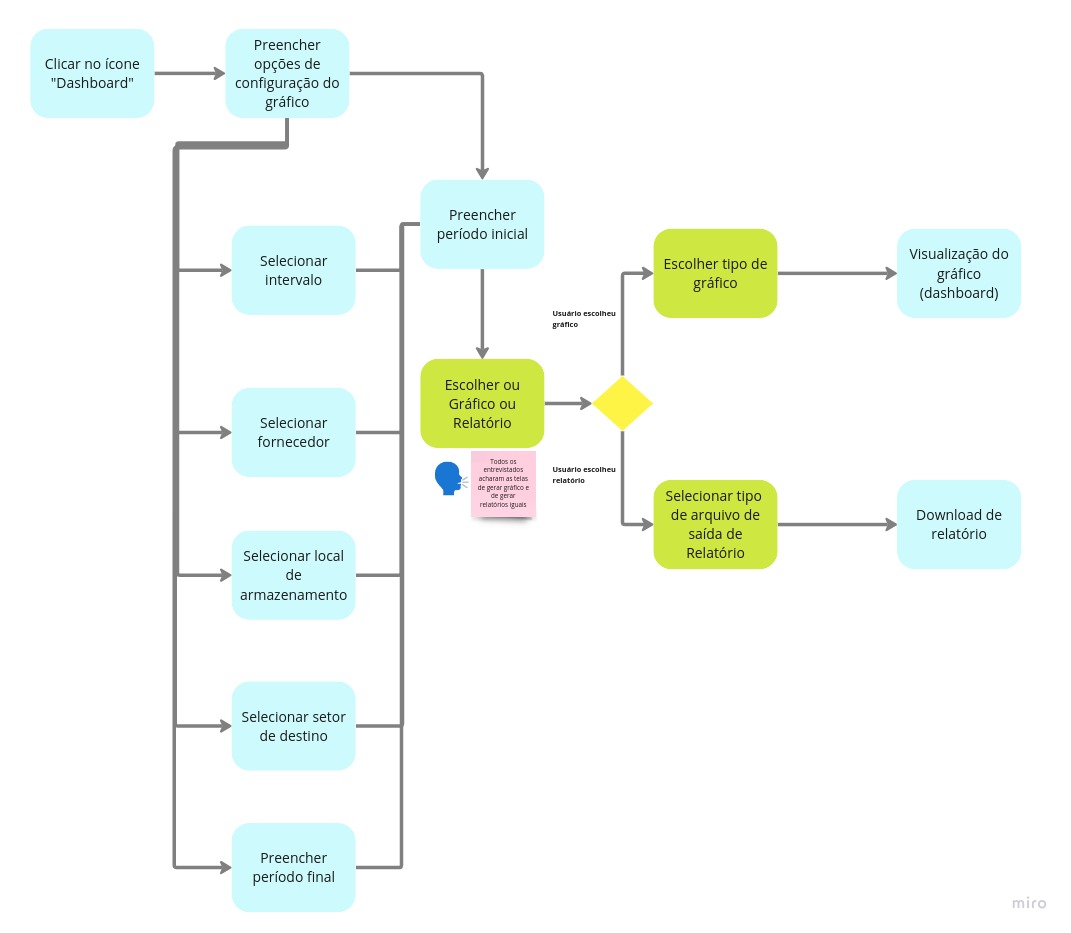 Clicar no ícone
"Dashboard"
Preencher
opções de
configuração do
gráfico
Preencher
período inicial
Selecionar
intervalo
Escolher tipo de
gráfico
Visualização do
gráfico
(dashboard)
Usuário escolheu
gráfico
Escolher ou
Gráfico ou
Relatório
Selecionar
fornecedor
Todos os
entrevistados
acharam as telas
de gerar gráfico e
de gerar
relatórios iguais
Usuário escolheu
relatório
Selecionar tipo
de arquivo de
saída de
Relatório
Download de
relatório
Selecionar local
de
armazenamento
Selecionar setor
de destino
Preencher
período final
miro